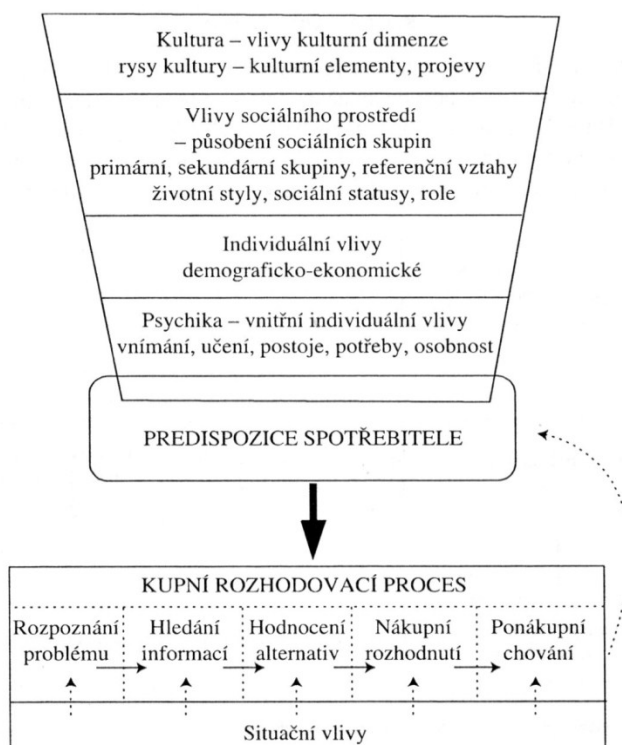 Kultura – vlivy kulturní dimenze
rysy kultury – kulturní elementy, projevy
Vlivy sociálního prostředí
– působení sociálních skupin
primární, sekundární skupiny, referenční vztahy
životní styly, sociální statusy, role
Individuální vlivy
demograficko-ekonomické
Psychika – vnitřní individuální vlivy
vnímání, učení, postoje, potřeby, osobnost
PREDISPOZICE SPOTŘEBITELE
KUPNÍ ROZHODOVACÍ PROCES
Rozpoznání
problému
Hledání
informací
Hodnocení
alternativ
Nákupní
rozhodnutí
Ponákupní
chování
Situační vlivy